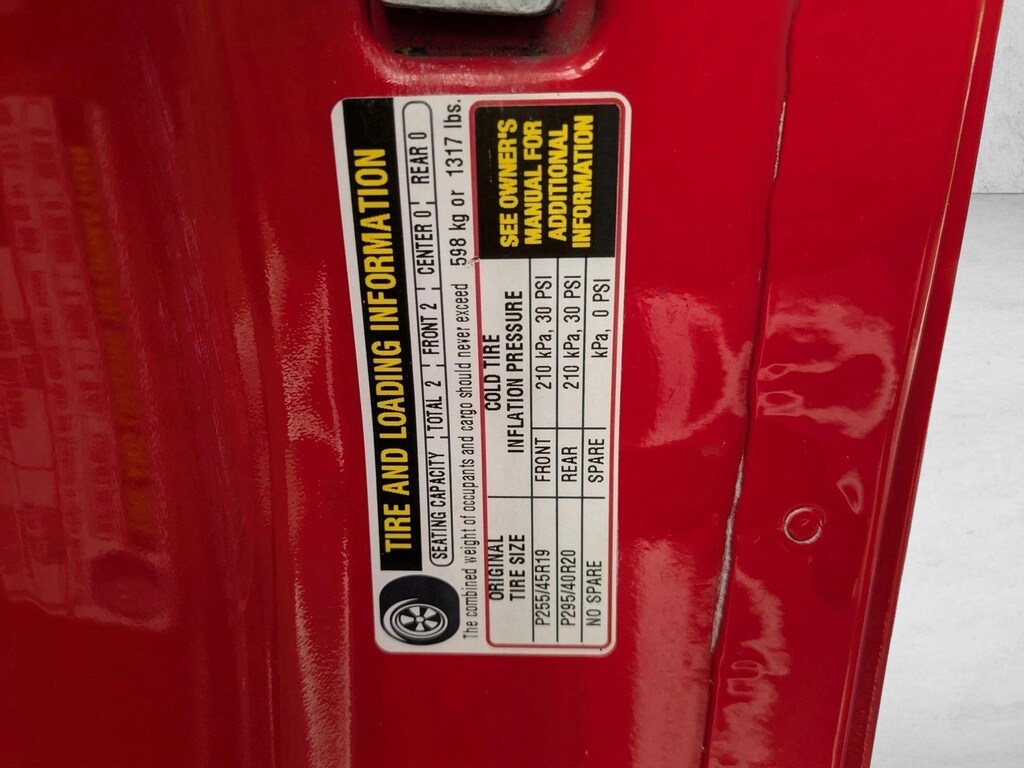 TIRE AND LOADING INFORMATION
SEATING CAPACITY TOTAL 2 FRONT 2 CENTER 0 REAR 0
The combined weight of occupants and cargo should never exceed 598 kg or 1317 lbs.
ORIGINAL TIRE SIZE COLD TIRE INFLATION PRESSURE
P255/45R19 FRONT 210 kPa, 30 PSI
P295/40R20 REAR 210 kPa, 30 PSI
NO SPARE SPARE kPa, 0 PSI
SEE OWNER'S
MANUAL FOR
ADDITIONAL
INFORMATION